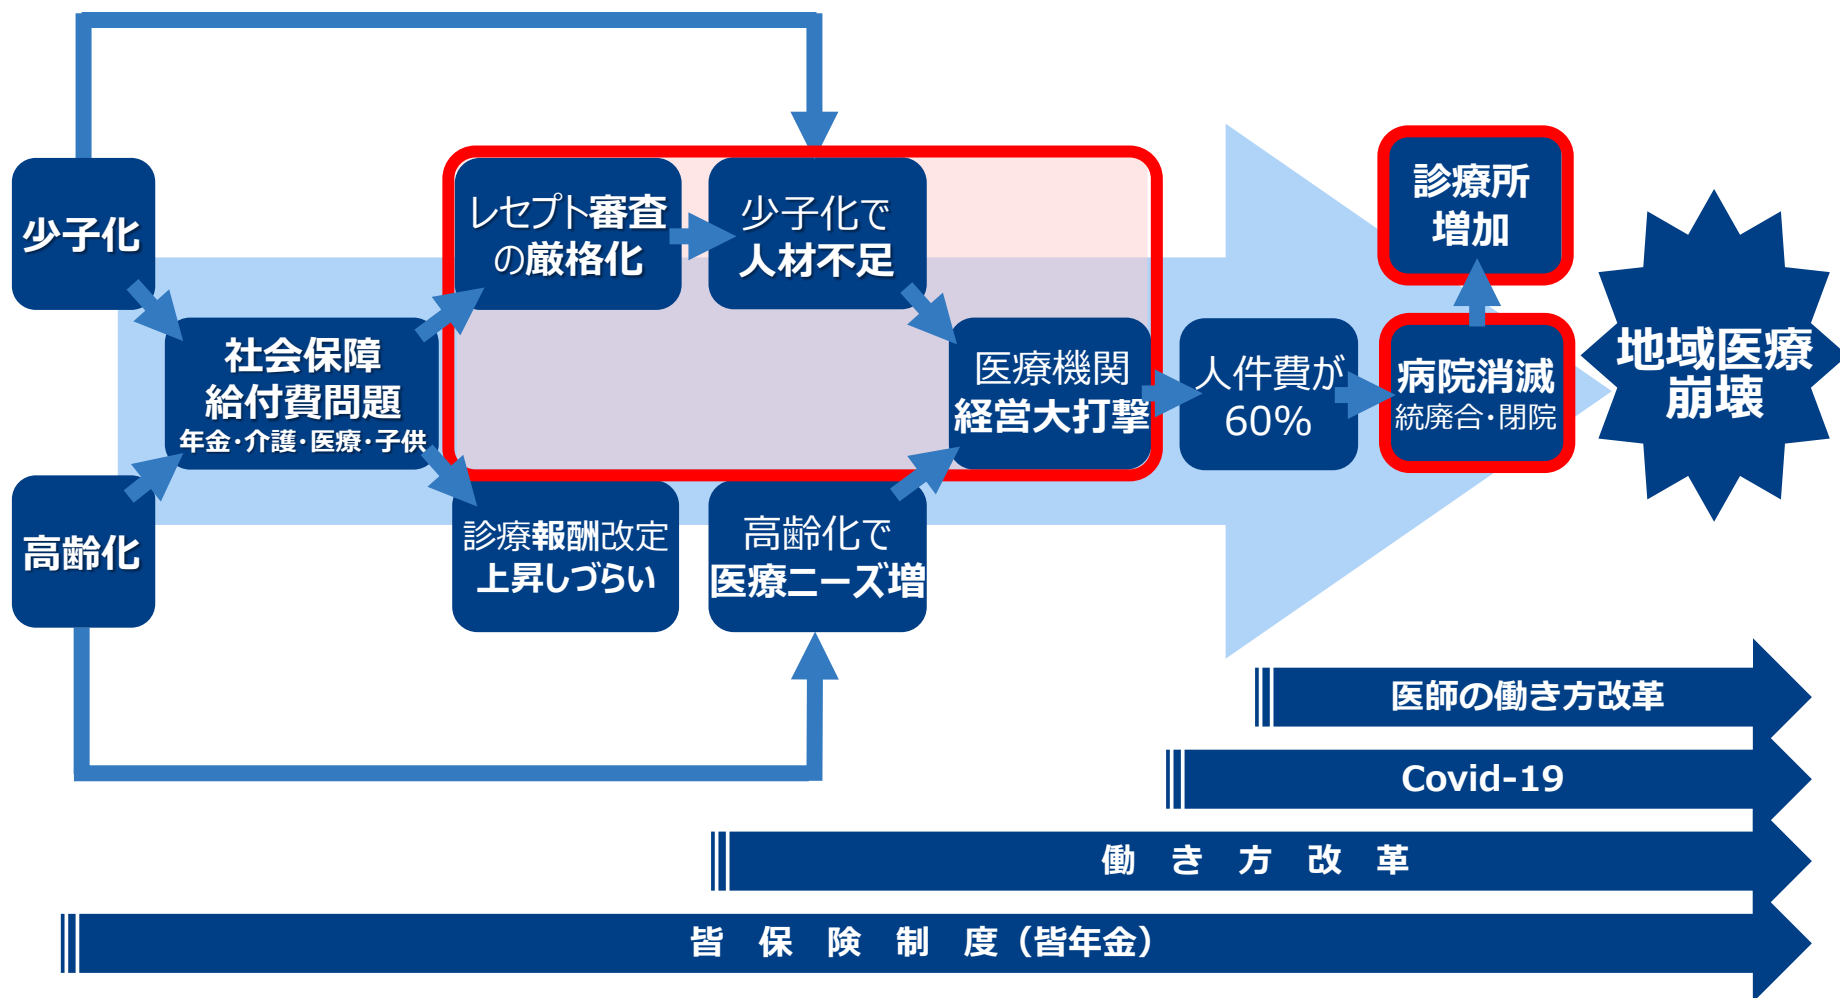 少子化
高齢化
社会保障
給付費問題
年金・介護・医療・子供
レセプト審査
の厳格化
少子化で
人材不足
診療報酬改定
上昇しづらい
高齢化で
医療ニーズ増
医療機関
経営大打撃
人件費が
60%
診療所
増加
病院消滅
統廃合・閉院
地域医療
崩壊
医師の働き方改革
Covid-19
働き方改革
皆保険制度（皆年金）